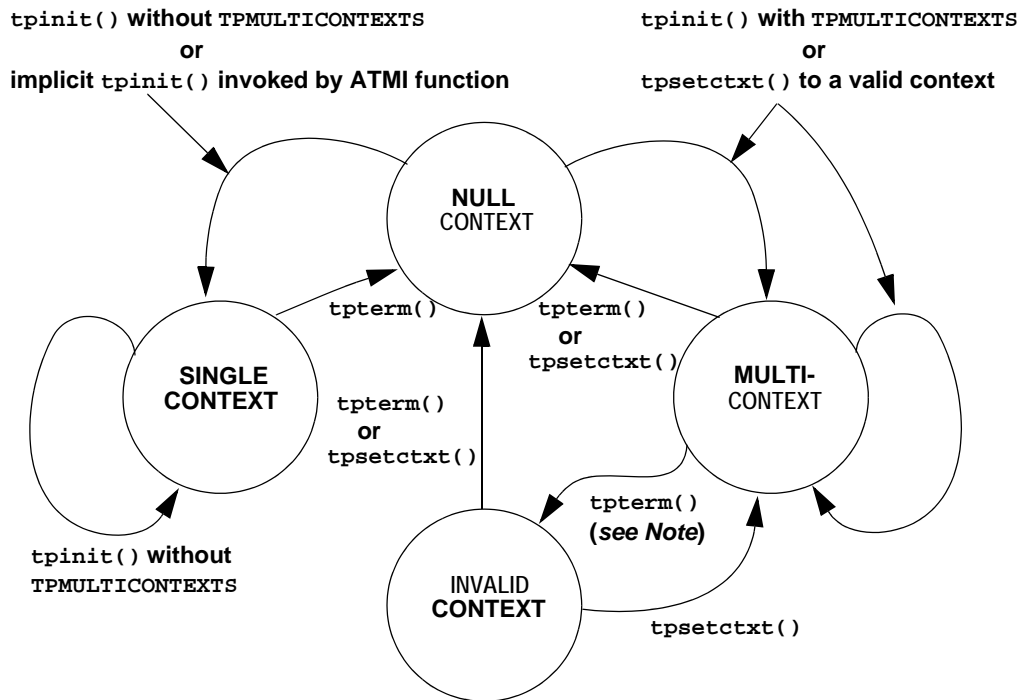 tpinit() without TPMULTICONTEXTS
or
implicit tpinit() invoked by ATMI function
tpinit() with TPMULTICONTEXTS
or
tpsetctxt() to a valid context
NULL
CONTEXT
tpterm()
tpterm()
or
tpsetctxt()
SINGLE
CONTEXT
MULTI-
CONTEXT
tpterm()
or
tpsetctxt()
tpterm()
(see Note)
tpinit() without
TPMULTICONTEXTS
INVALID
CONTEXT
tpsetctxt()